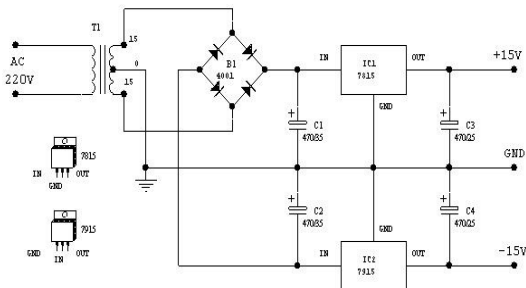 T1
15
0
15
AC
220V
B1
4001
IN
IC1
7815
OUT
+15V
GND
C1
470/35
C3
470/25
GND
C2
470/35
C4
470/25
GND
IN
IC2
7915
OUT
-15V
7815
IN
GND
OUT
7915
GND
IN
OUT